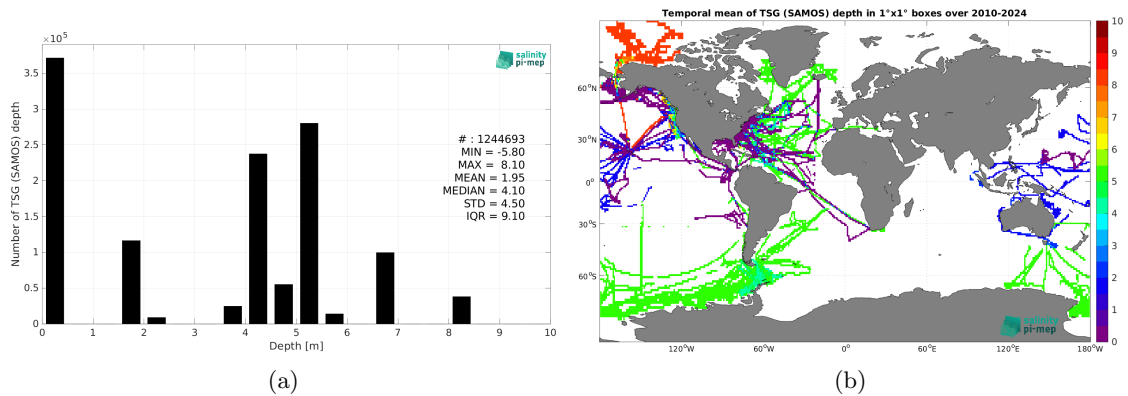 ×10⁵
3.5
3
2.5
2
1.5
1
0.5
0
0 1 2 3 4 5 6 7 8 9 10
Number of TSG (SAMOS) depth
Depth [m]
salinity
pi-mep
# : 1244693
MIN = -5.80
MAX = 8.10
MEAN = 1.95
MEDIAN = 4.10
STD = 4.50
IQR = 9.10
(a)
Temporal mean of TSG (SAMOS) depth in 1°x1° boxes over 2010-2024
60°N
30°N
0°
30°S
60°S
120°W 60°W 0° 60°E 120°E 180°W
salinity
pi-mep
10
9
8
7
6
5
4
3
2
1
0
(b)